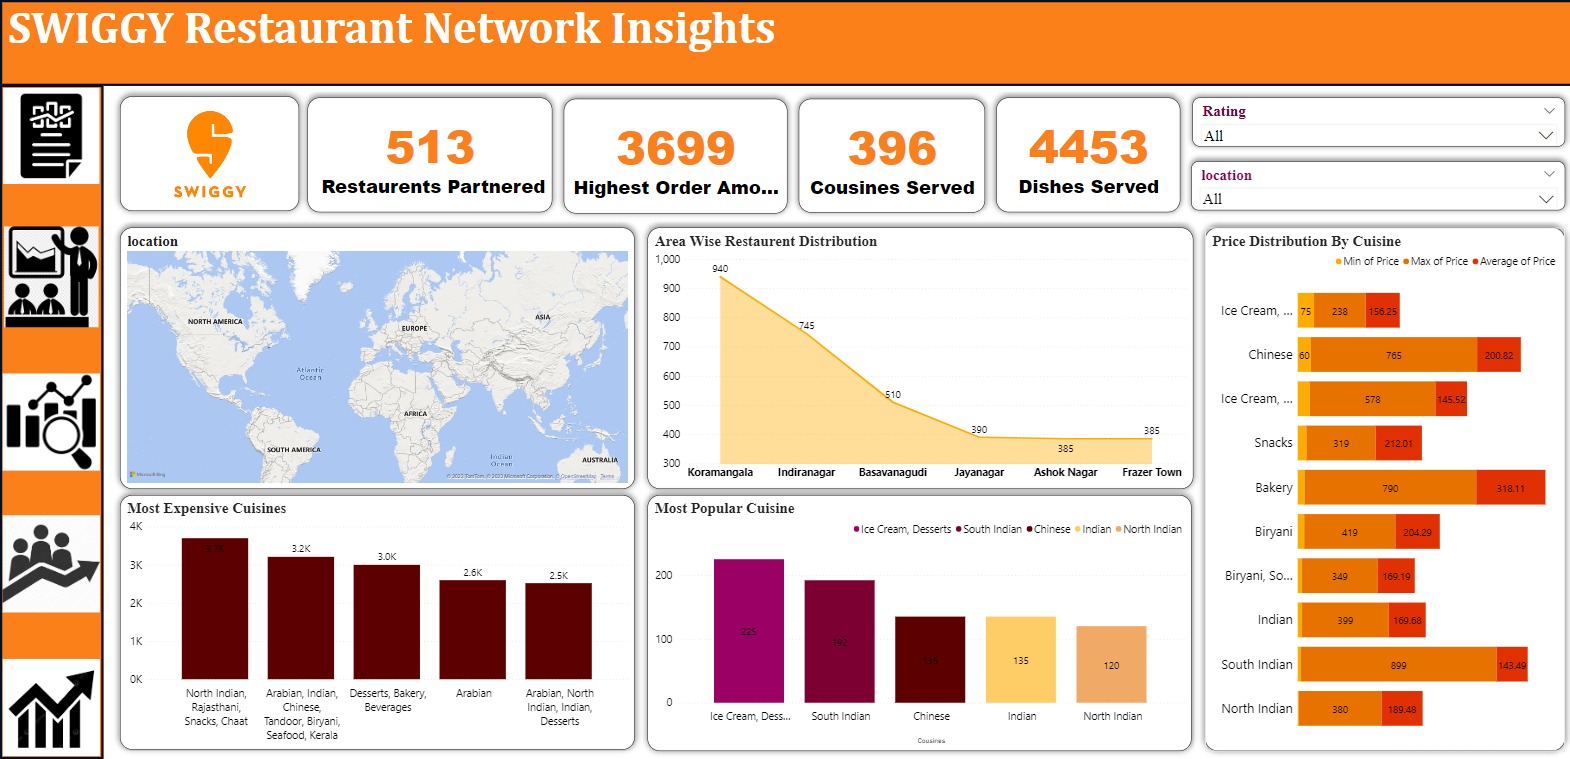 SWIGGY Restaurant Network Insights
SWIGGY
513
Restaurents Partnered
3699
Highest Order Amo...
396
Cousines Served
4453
Dishes Served
Rating
All
location
All
location
NORTH AMERICA
EUROPE
ASIA
Atlantic
Ocean
AFRICA
SOUTH AMERICA
Indian
Ocean
AUSTRALIA
Microsoft Bing
© 2023 TomTom, © 2023 Microsoft Corporation, © OpenStreetMap Terms
Area Wise Restaurent Distribution
1,000
900
800
700
600
500
400
300
940
745
510
390
385
385
Koramangala Indiranagar Basavanagudi Jayanagar Ashok Nagar Frazer Town
Price Distribution By Cuisine
Min of Price Max of Price Average of Price
Ice Cream, ... 75 238 156.25
Chinese 60 765 200.82
Ice Cream, ... 578 145.52
Snacks 319 212.01
Bakery 790 318.11
Biryani 419 204.29
Biryani, So... 349 169.19
Indian 399 169.68
South Indian 899 143.49
North Indian 380 189.48
Most Expensive Cuisines
4K
3K
2K
1K
0K
3.7K
3.2K
3.0K
2.6K
2.5K
North Indian,
Rajasthani,
Snacks, Chaat
Arabian, Indian,
Chinese,
Tandoor, Biryani,
Seafood, Kerala
Desserts, Bakery,
Beverages
Arabian
Arabian, North
Indian, Indian,
Desserts
Most Popular Cuisine
Ice Cream, Desserts South Indian Chinese Indian North Indian
200
100
0
225
192
135
135
120
Ice Cream, Dess... South Indian Chinese Indian North Indian
Cousines